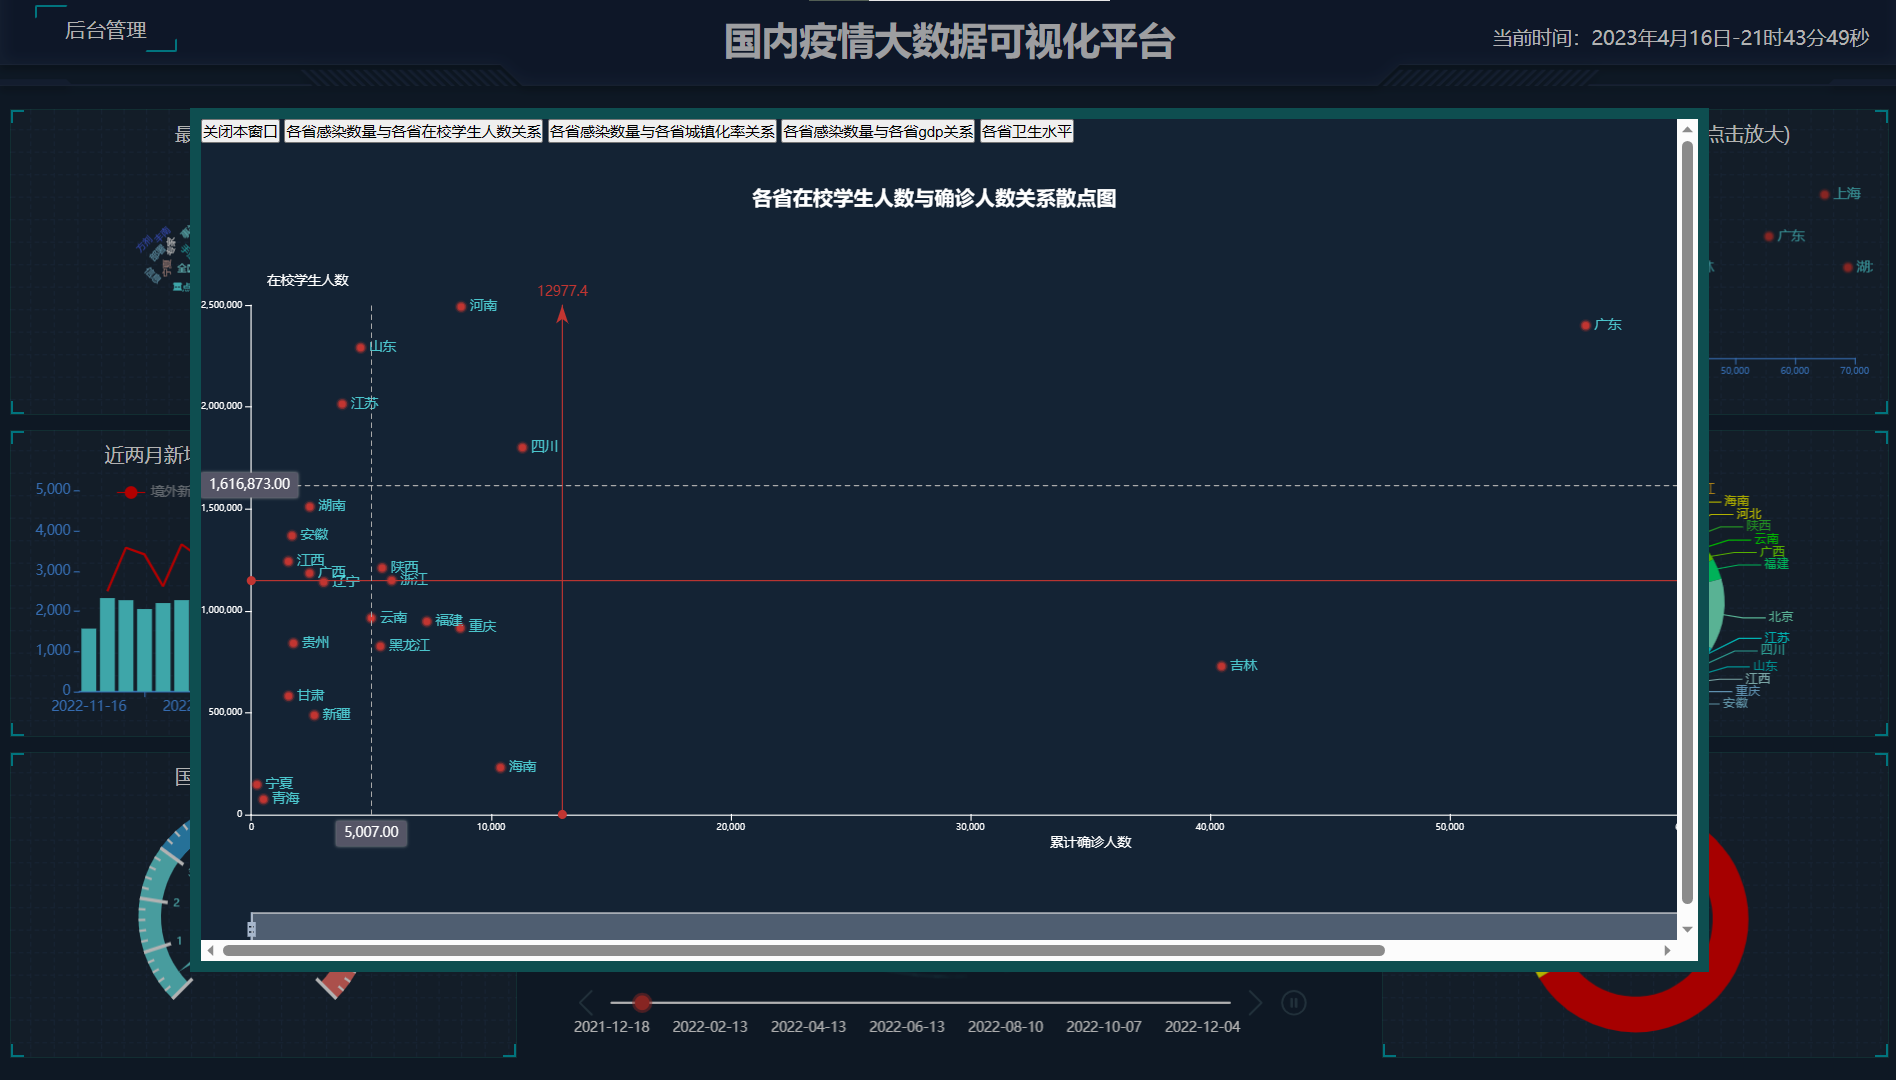 后台管理
国内疫情大数据可视化平台
当前时间：2023年4月16日-21时43分49秒
最
点击放大)
关闭本窗口 各省感染数量与各省在校学生人数关系 各省感染数量与各省城镇化率关系 各省感染数量与各省gdp关系 各省卫生水平
各省在校学生人数与确诊人数关系散点图
在校学生人数
12977.4
2,500,000
2,000,000
1,616,873.00
1,500,000
1,000,000
500,000
0
河南
广东
山东
江苏
四川
湖南
安徽
江西
广西
辽宁
陕西
浙江
云南
福建
重庆
贵州
黑龙江
吉林
甘肃
新疆
海南
宁夏
青海
0
5,007.00
10,000
20,000
30,000
40,000
50,000
累计确诊人数
上海
广东
湖
50,000 60,000 70,000
近两月新
境外新
5,000
4,000
3,000
2,000
1,000
0
2022-11-16
202
江
海南
河北
陕西
云南
广西
福建
北京
江苏
四川
山东
江西
重庆
安徽
国
2
1
2021-12-18 2022-02-13 2022-04-13 2022-06-13 2022-08-10 2022-10-07 2022-12-04